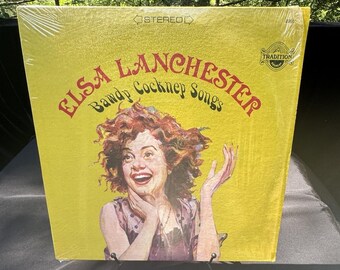 STEREO
ELSA LANCHESTER
Bawdy Cockney Songs
TRADITION